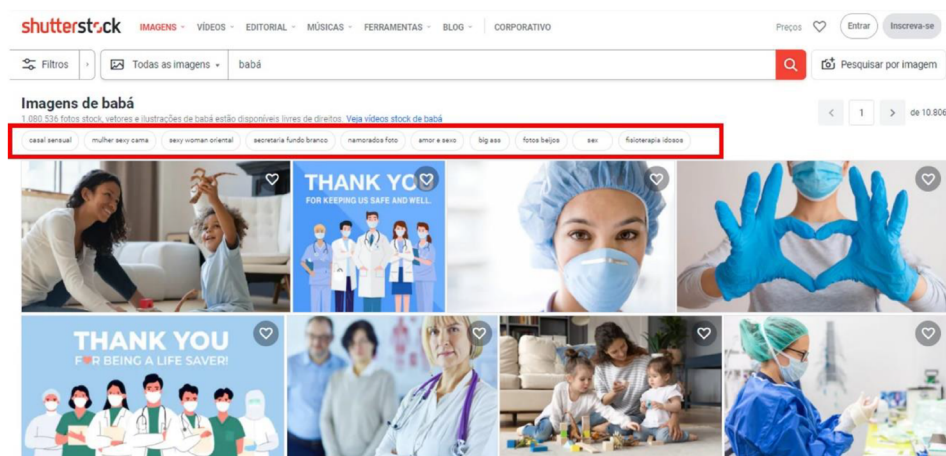 shutterstock IMAGENS VÍDEOS EDITORIAL MÚSICAS FERRAMENTAS BLOG CORPORATIVO Preços Entrar Inscreva-se
Filtros Todas as imagens babá Pesquisar por imagem
Imagens de babá
1.080.536 fotos stock, vetores e ilustrações de babá estão disponíveis livres de direitos. Veja vídeos stock de babá
1 de 10.806
casal sensual mulher sexy cama sexy woman oriental secretaria fundo branco namorados foto amor e sexo big ass fotos beijos sex fisioterapia idosos
THANK YOU
FOR KEEPING US SAFE AND WELL.
THANK YOU
FOR BEING A LIFE SAVER!